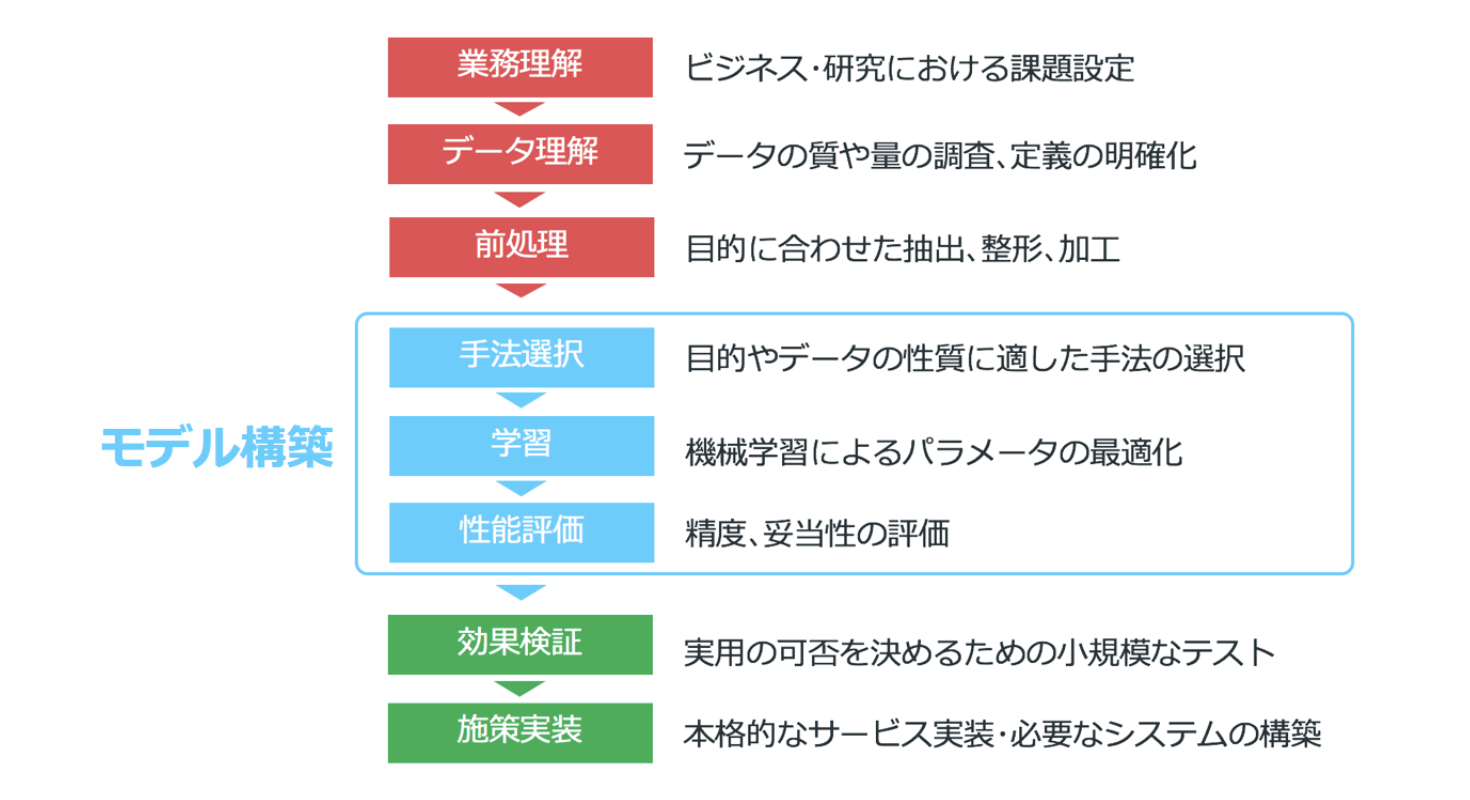 業務理解
ビジネス・研究における課題設定
データ理解
データの質や量の調査、定義の明確化
前処理
目的に合わせた抽出、整形、加工
モデル構築
手法選択
目的やデータの性質に適した手法の選択
学習
機械学習によるパラメータの最適化
性能評価
精度、妥当性の評価
効果検証
実用の可否を決めるための小規模なテスト
施策実装
本格的なサービス実装・必要なシステムの構築